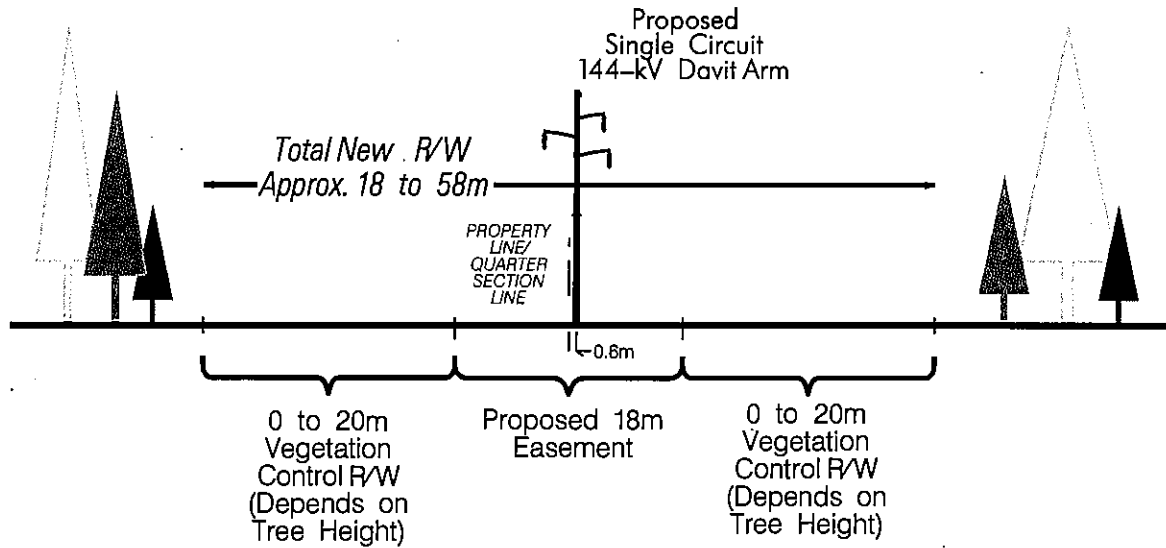 Proposed
Single Circuit
144-kV Davit Arm
Total New R/W
Approx. 18 to 58m
PROPERTY
LINE/
QUARTER
SECTION
LINE
0.6m
0 to 20m
Vegetation
Control R/W
(Depends on
Tree Height)
Proposed 18m
Easement
0 to 20m
Vegetation
Control R/W
(Depends on
Tree Height)